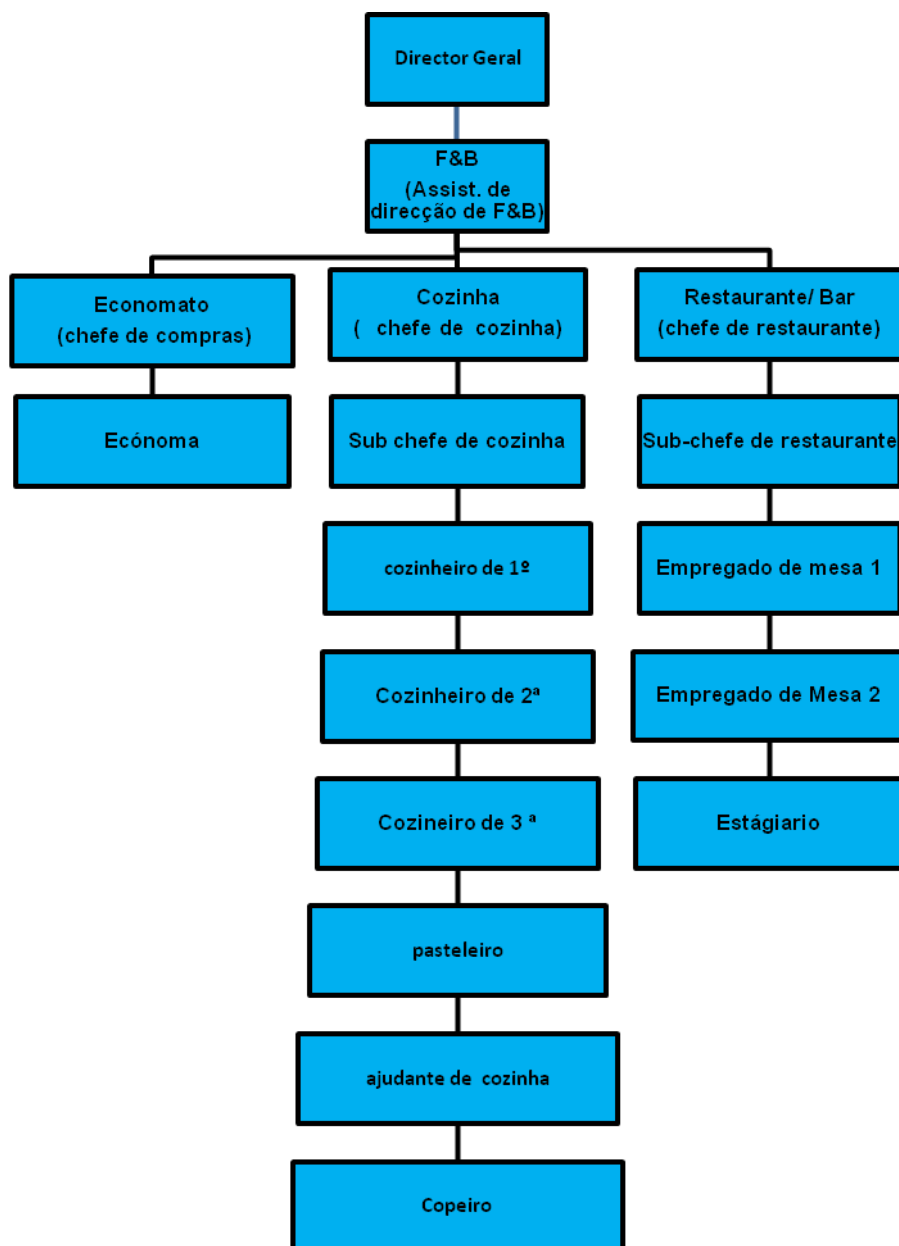 Director Geral
F&B
(Assist. de
direcção de F&B)
Economato
(chefe de compras)
Cozinha
( chefe de cozinha)
Restaurante/ Bar
(chefe de restaurante)
Ecónoma
Sub chefe de cozinha
Sub-chefe de restaurante
cozinheiro de 1º
Empregado de mesa 1
Cozinheiro de 2ª
Empregado de Mesa 2
Cozineiro de 3 ª
Estágiario
pasteleiro
ajudante de cozinha
Copeiro